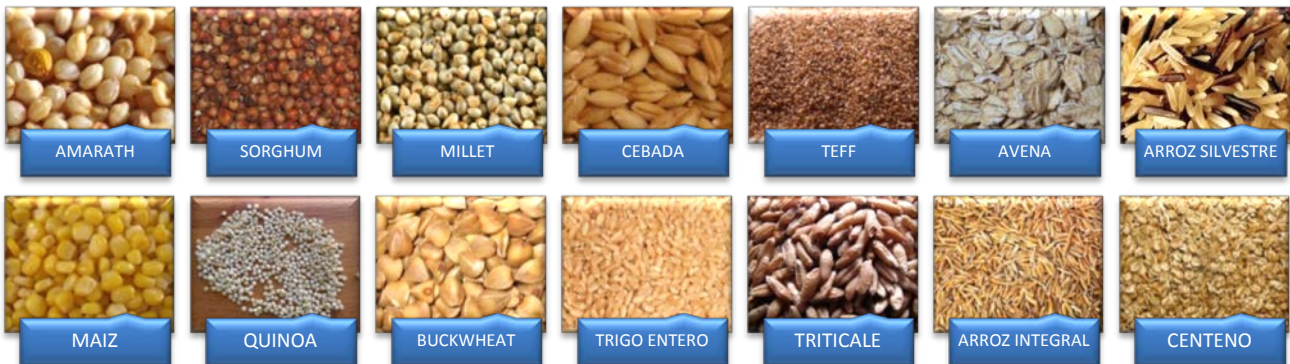 AMARATH
SORGHUM
MILLET
CEBADA
TEFF
AVENA
ARROZ SILVESTRE
MAIZ
QUINOA
BUCKWHEAT
TRIGO ENTERO
TRITICALE
ARROZ INTEGRAL
CENTENO